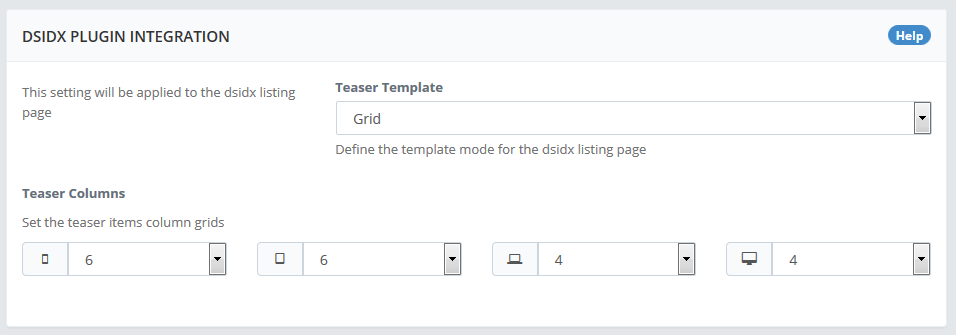 DSIDX PLUGIN INTEGRATION
Help
This setting will be applied to the dsidx listing
page
Teaser Template
Grid
Define the template mode for the dsidx listing page
Teaser Columns
Set the teaser items column grids
6
6
4
4